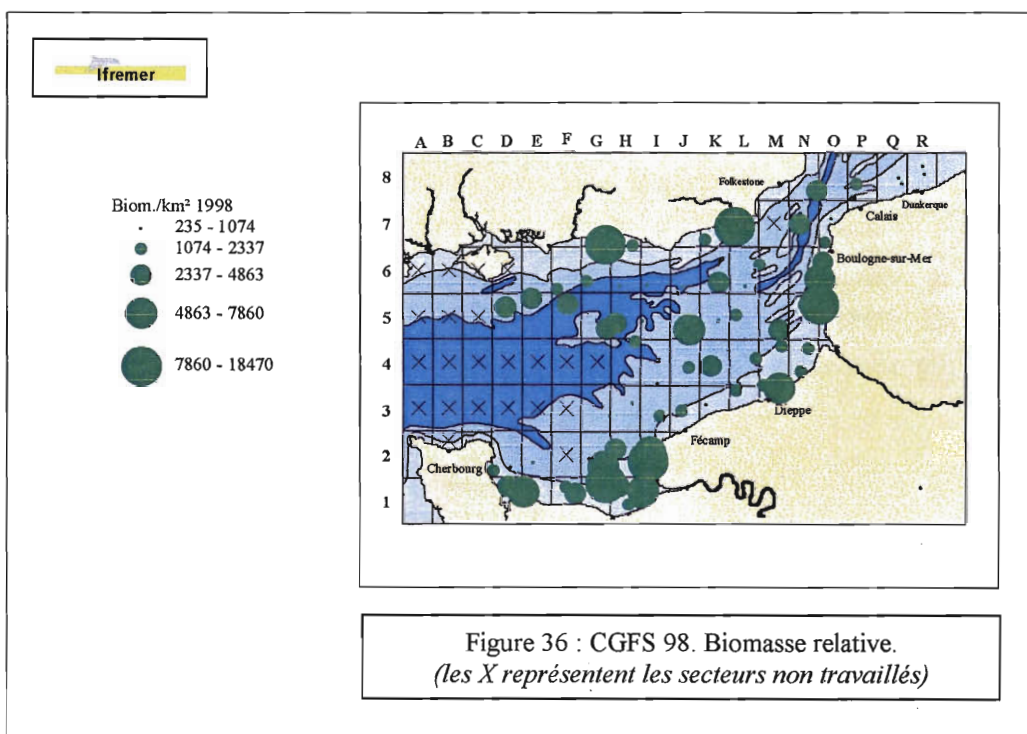 Ifremer
Biom./km² 1998
235 - 1074
1074 - 2337
2337 - 4863
4863 - 7860
7860 - 18470
A B C D E F G H I J K L M N O P Q R
8
7
6
5
4
3
2
1
Folkestone
Dunkerque
Calais
Boulogne-sur-Mer
Dieppe
Fécamp
Cherbourg
Figure 36 : CGFS 98. Biomasse relative.
(les X représentent les secteurs non travaillés)